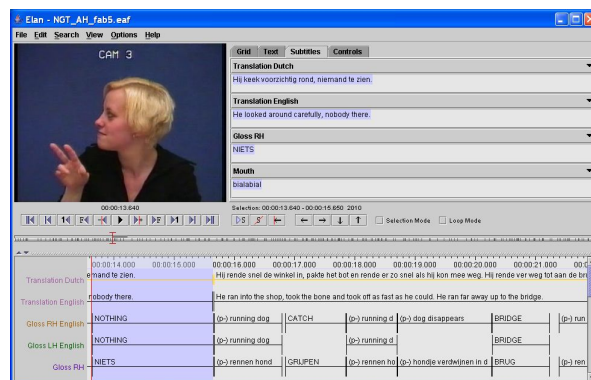 Elan - NGT_AH_fab5.eaf
File Edit Search View Options Help
CAM 3
Grid Text Subtitles Controls
Translation Dutch
Hij keek voorzichtig rond, niemand te zien.
Translation English
He looked around carefully, nobody there.
Gloss RH
NIETS
Mouth
bialabial
00:00:13.640
Selection: 00:00:13.640 - 00:00:15.650 2010
Selection Mode Loop Mode
00:00:14.000 00:00:15.000 00:00:16.000 00:00:17.000 00:00:18.000 00:00:19.000 00:00:20.000 00:00:21.000
Translation Dutch emand te zien. Hij rende snel de winkel in, pakte het bot en rende er zo snel als hij kon mee weg. Hij rende ver weg tot aan de bru
Translation English nobody there. He ran into the shop, took the bone and took off as fast as he could. He ran far away up to the bridge.
Gloss RH English NOTHING (p-) running dog CATCH (p-) running d (p-) dog disappears BRIDGE (p-) run
Gloss LH English NOTHING (p-) running dog (p-) running d BRIDGE
Gloss RH NIETS (p-) rennen hond GRIJPEN (p-) rennen ho (p-) hondje verdwijnen in d BRUG (p-) ren